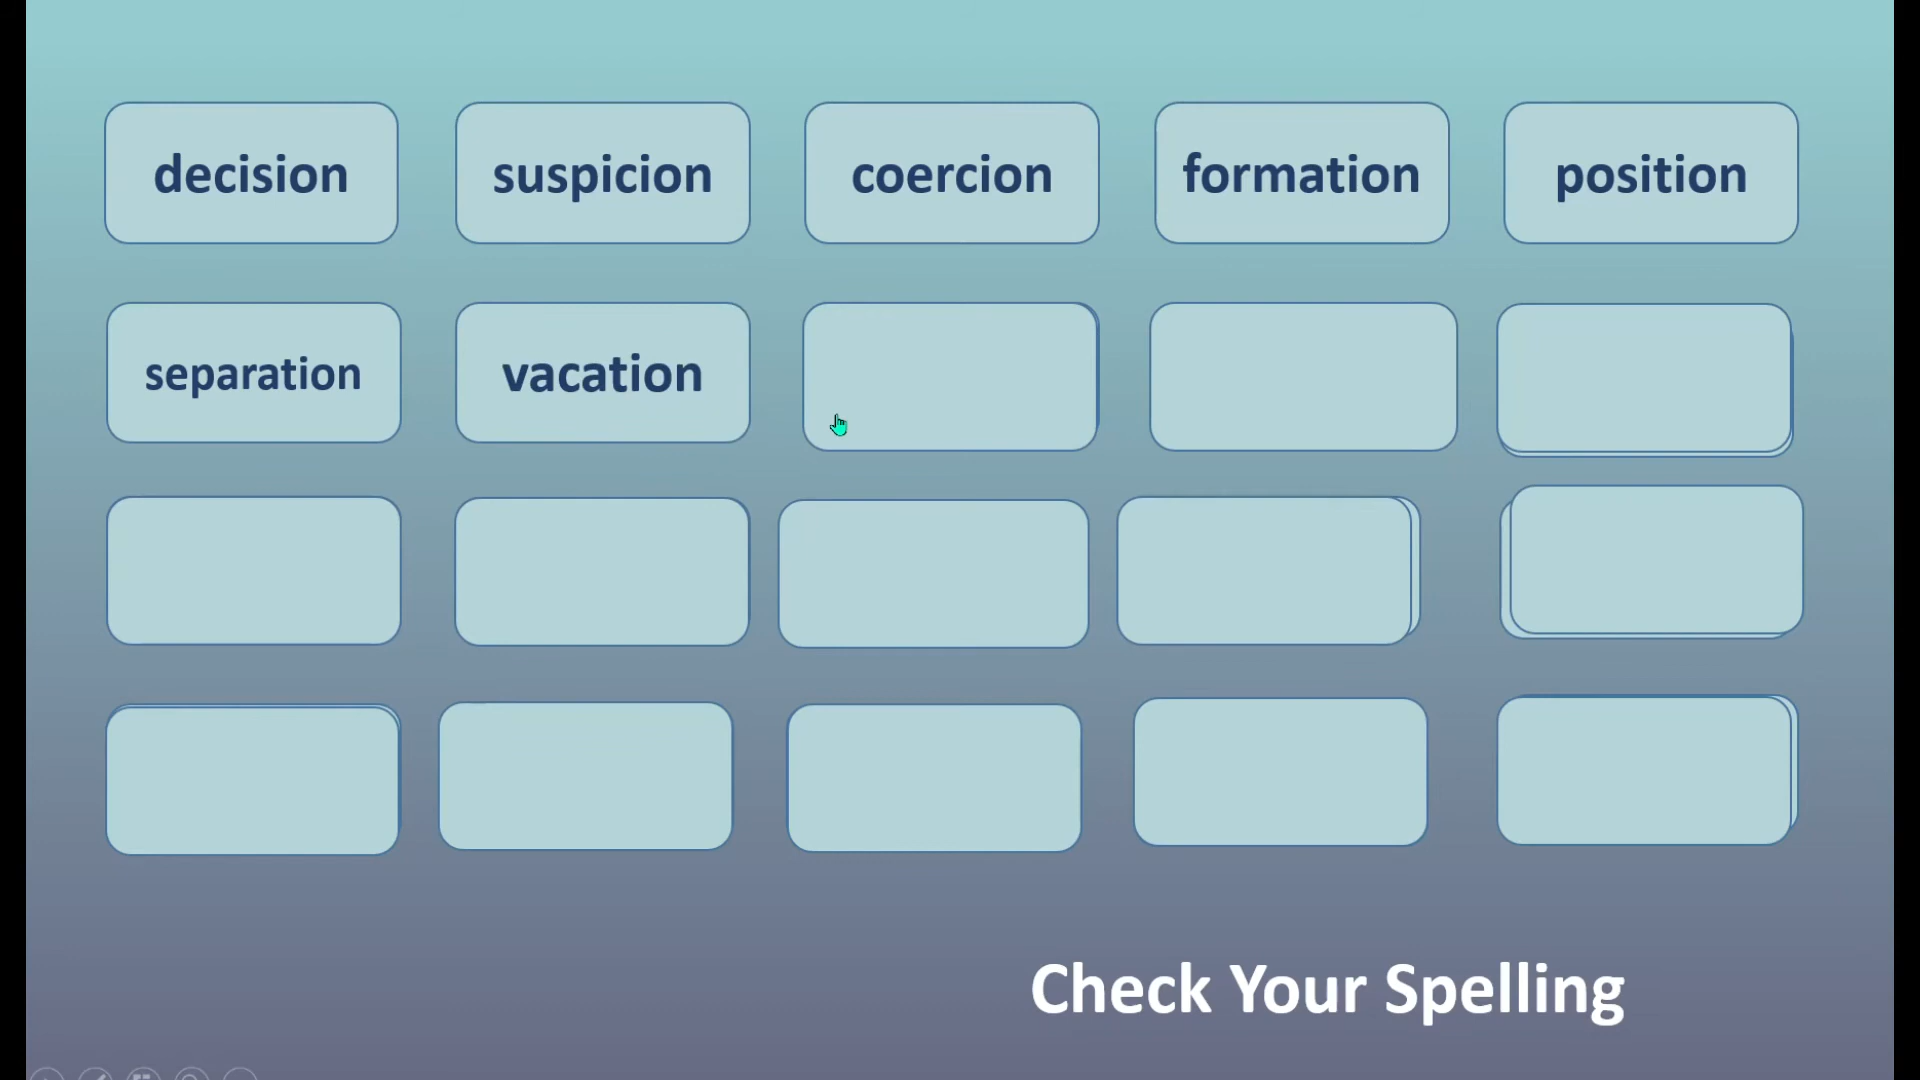 decision
suspicion
coercion
formation
position
separation
vacation
Check Your Spelling